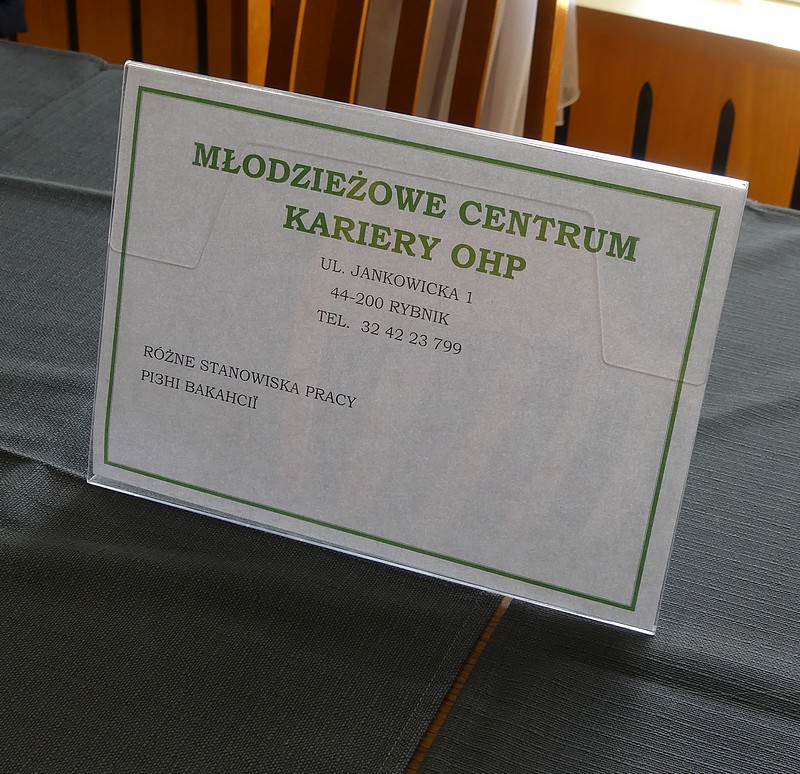 MŁODZIEŻOWE CENTRUM
KARIERY OHP
UL. JANKOWICKA 1
44-200 RYBNIK
TEL. 32 42 23 799
RÓŻNE STANOWISKA PRACY
РІЗНІ ВАКАНСІЇ